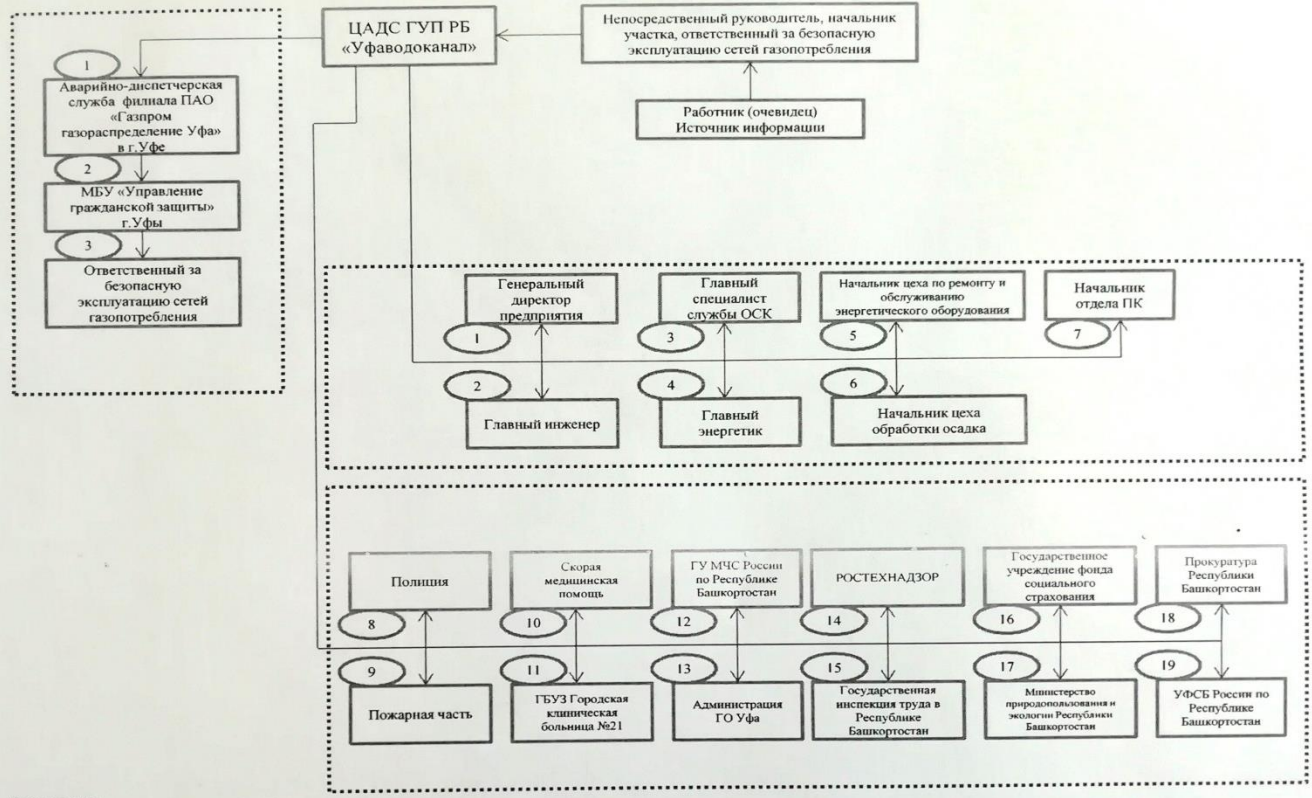 ЦАДС ГУП РБ
«Уфаводоканал»
Непосредственный руководитель, начальник
участка, ответственный за безопасную
эксплуатацию сетей газопотребления
Работник (очевидец)
Источник информации
1
Аварийно-диспетчерская
служба филиала ПАО
«Газпром
газораспределение Уфа»
в г.Уфе
2
МБУ «Управление
гражданской защиты»
г.Уфы
3
Ответственный за
безопасную
эксплуатацию сетей
газопотребления
Генеральный
директор
предприятия
1
Главный
специалист
службы ОСК
3
Начальник цеха по ремонту и
обслуживанию
энергетического оборудования
5
Начальник
отдела ПК
7
2
Главный инженер
4
Главный
энергетик
6
Начальник цеха
обработки осадка
Полиция
8
Скорая
медицинская
помощь
10
ГУ МЧС России
по Республике
Башкортостан
12
РОСТЕХНАДЗОР
14
Государственное
учреждение фонда
социального
страхования
16
Прокуратура
Республики
Башкортостан
18
9
Пожарная часть
11
ГБУЗ Городская
клиническая
больница №21
13
Администрация
ГО Уфа
15
Государственная
инспекция труда в
Республике
Башкортостан
17
Министерство
природопользования и
экологии Республики
Башкортостан
19
УФСБ России по
Республике
Башкортостан